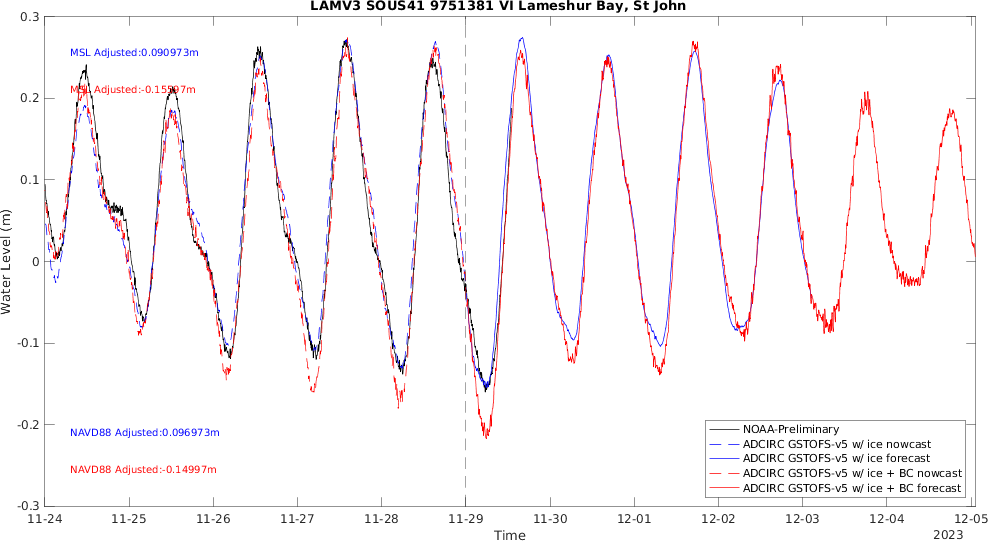 LAMV3 SOUS41 9751381 VI Lameshur Bay, St John
0.3
0.2
0.1
0
-0.1
-0.2
-0.3
Water Level (m)
MSL Adjusted:0.090973m
MSL Adjusted:-0.15597m
NAVD88 Adjusted:0.096973m
NAVD88 Adjusted:-0.14997m
NOAA-Preliminary
ADCIRC GSTOFS-v5 w/ ice nowcast
ADCIRC GSTOFS-v5 w/ ice forecast
ADCIRC GSTOFS-v5 w/ ice + BC nowcast
ADCIRC GSTOFS-v5 w/ ice + BC forecast
11-24 11-25 11-26 11-27 11-28 11-29 11-30 12-01 12-02 12-03 12-04 12-05
Time
2023